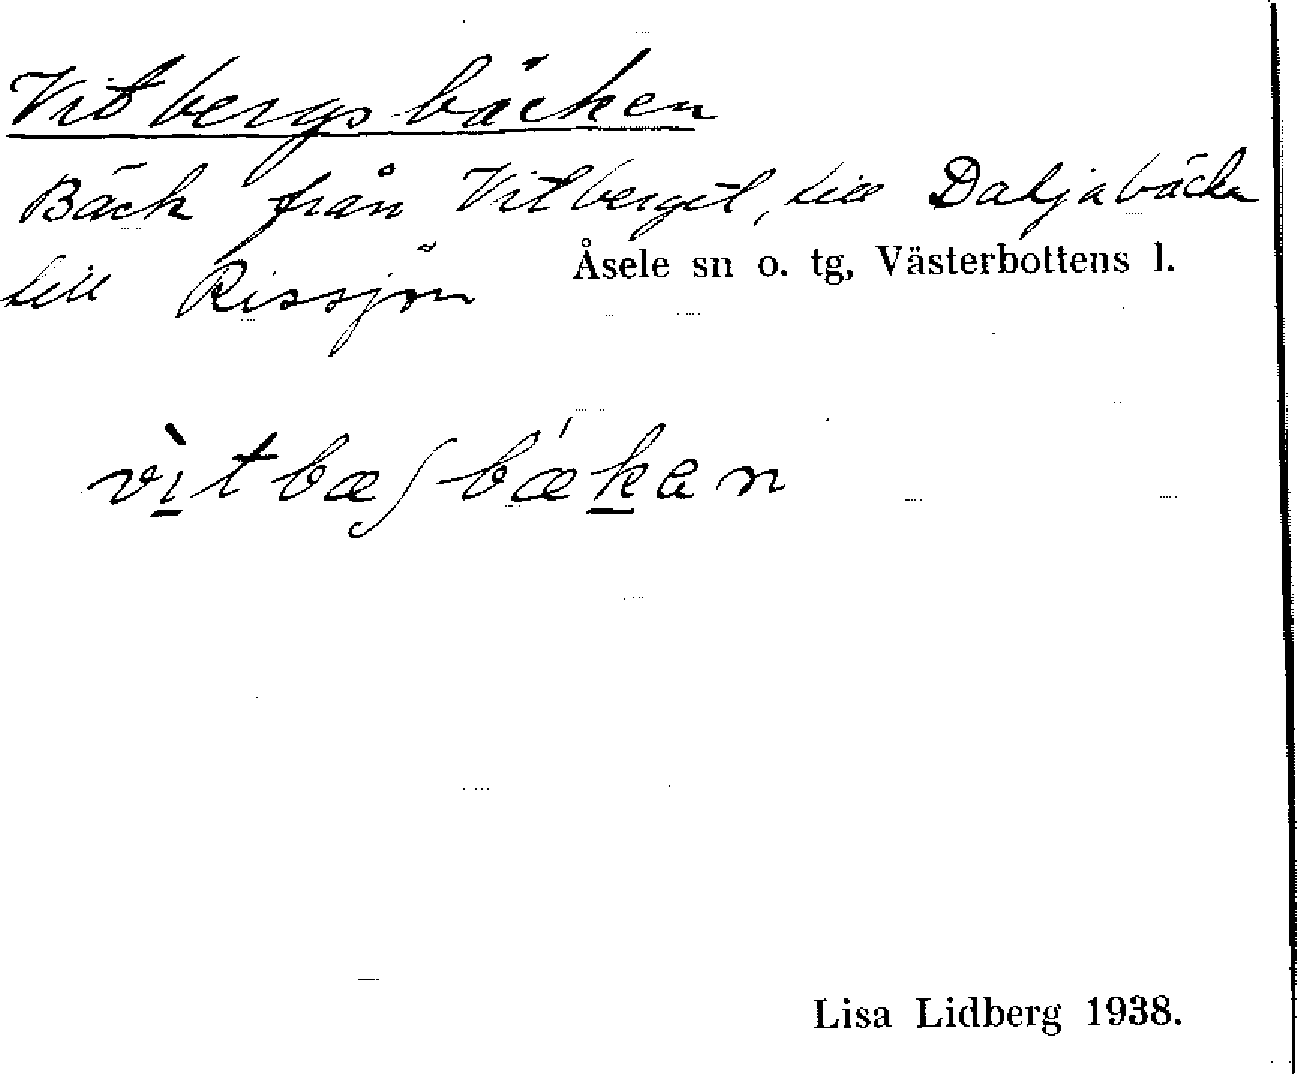 Vitbergsbäcken
Bäck från Vitberget, till Daljabäcken
till Rissjön
Åsele sn o. tg, Västerbottens l.
vìtbæʃbǽkan
Lisa Lidberg 1938.